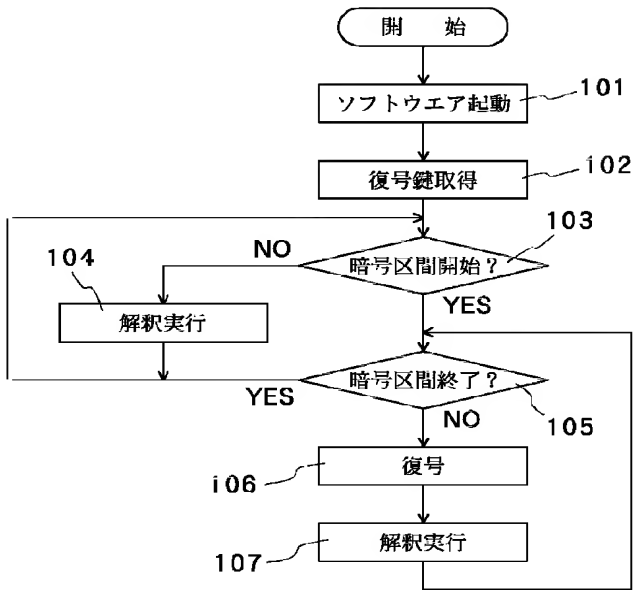 開 始
ソフトウエア起動
101
復号鍵取得
102
103
暗号区間開始？
NO
104
YES
解釈実行
暗号区間終了？
YES
105
NO
復号
106
解釈実行
107